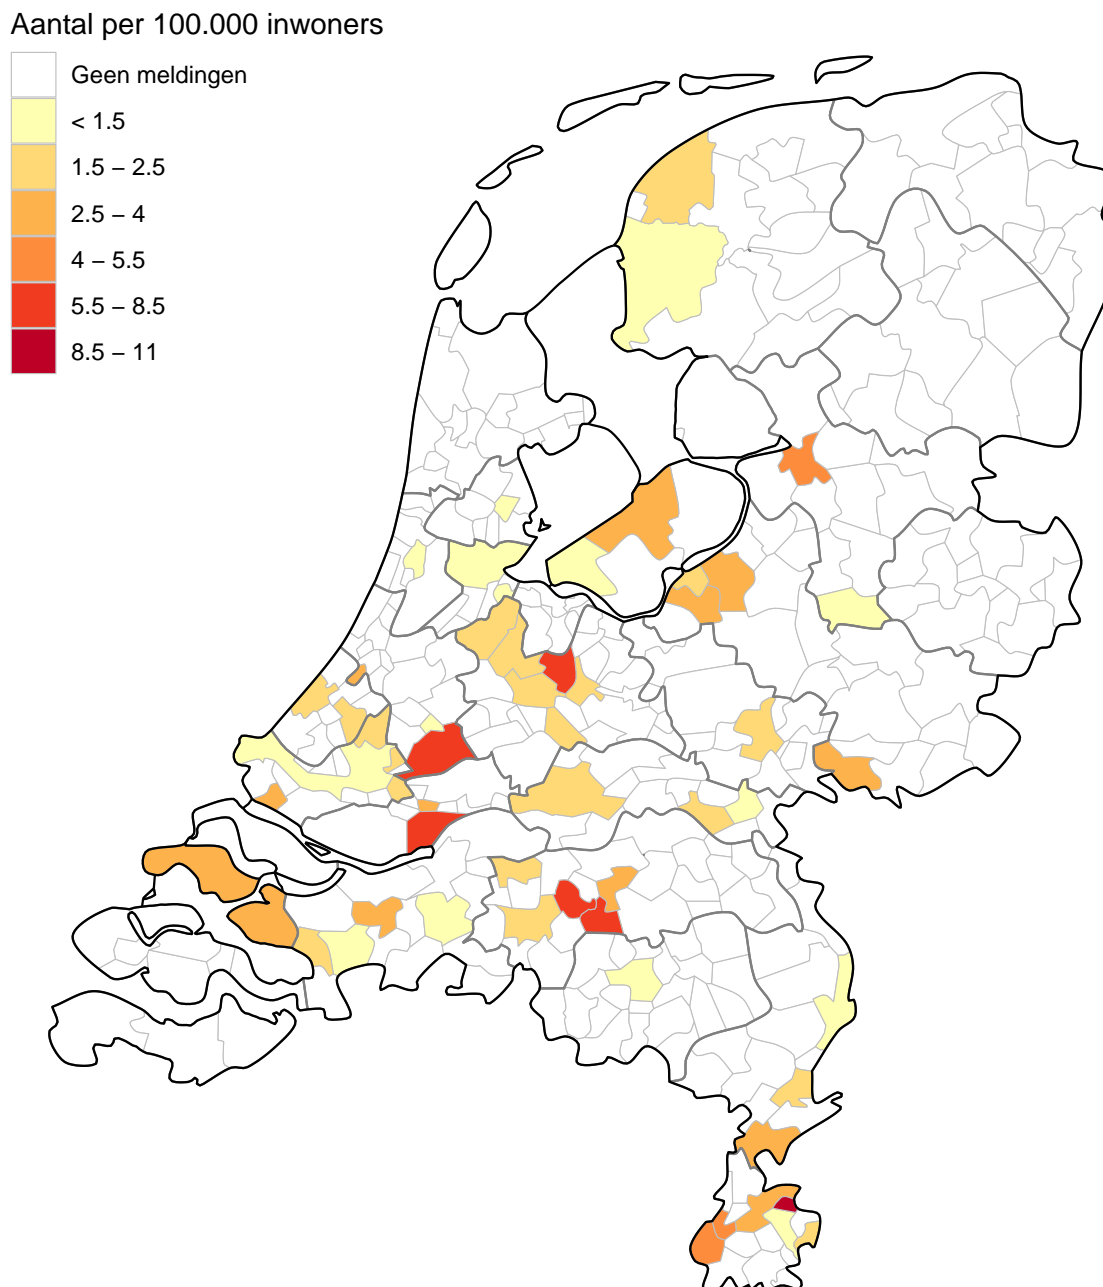 Aantal per 100.000 inwoners
Geen meldingen
< 1.5
1.5 – 2.5
2.5 – 4
4 – 5.5
5.5 – 8.5
8.5 – 11